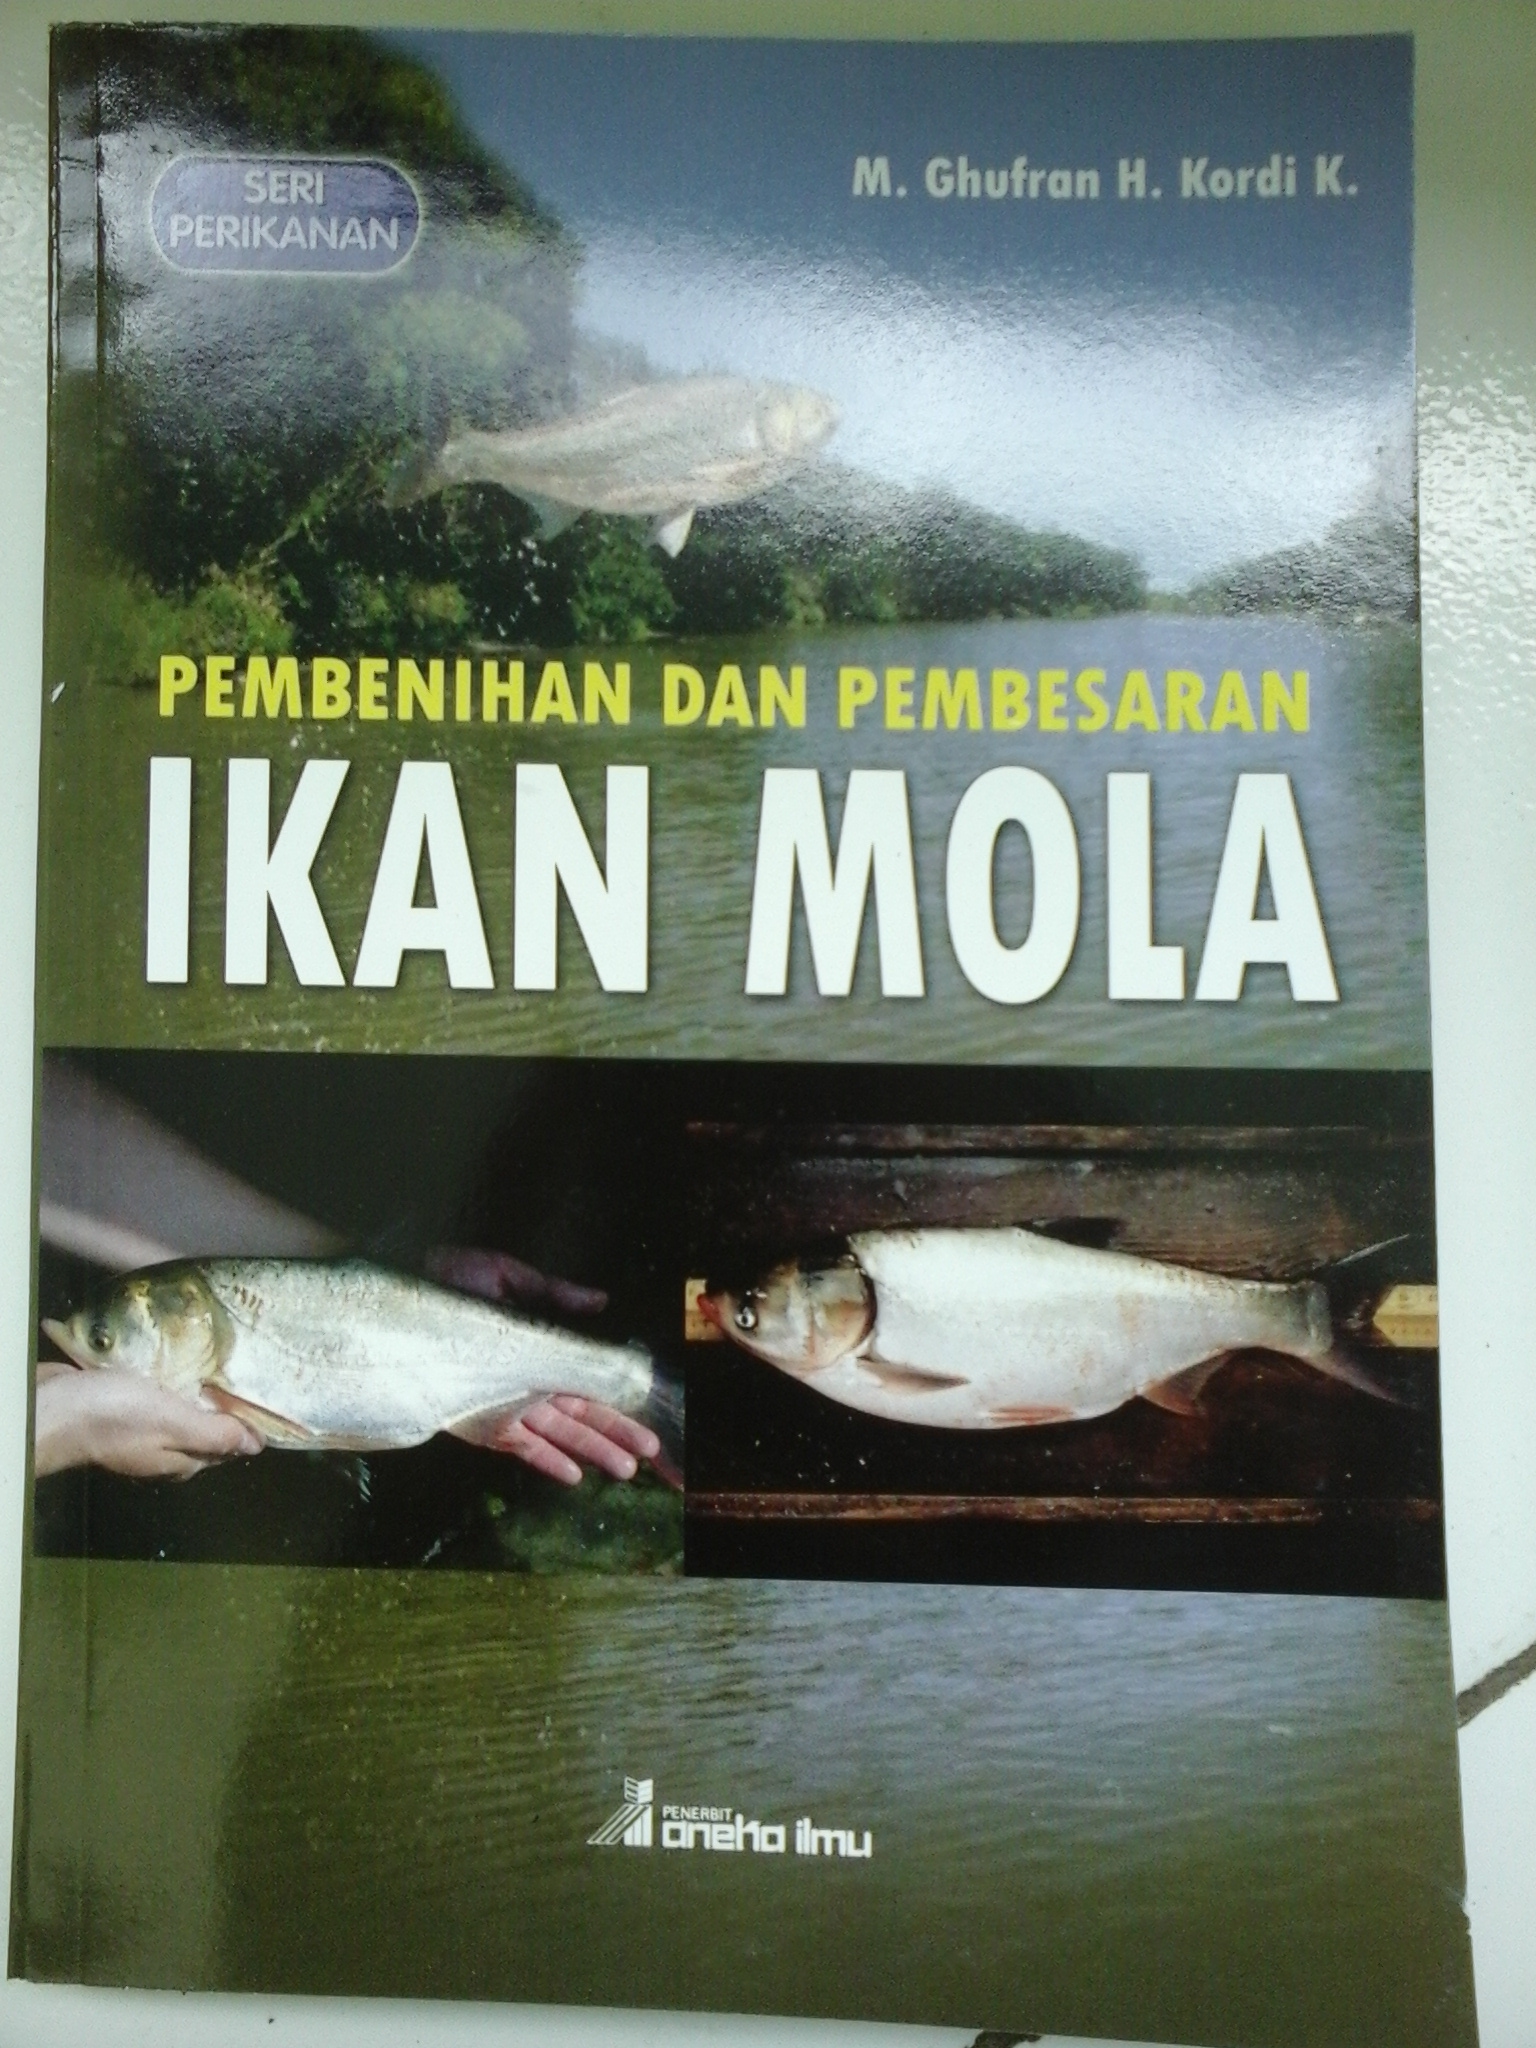 SERI
PERIKANAN
M. Ghufran H. Kordi K.
PEMBENIHAN DAN PEMBESARAN
IKAN MOLA
PENERBIT
aneka ilmu